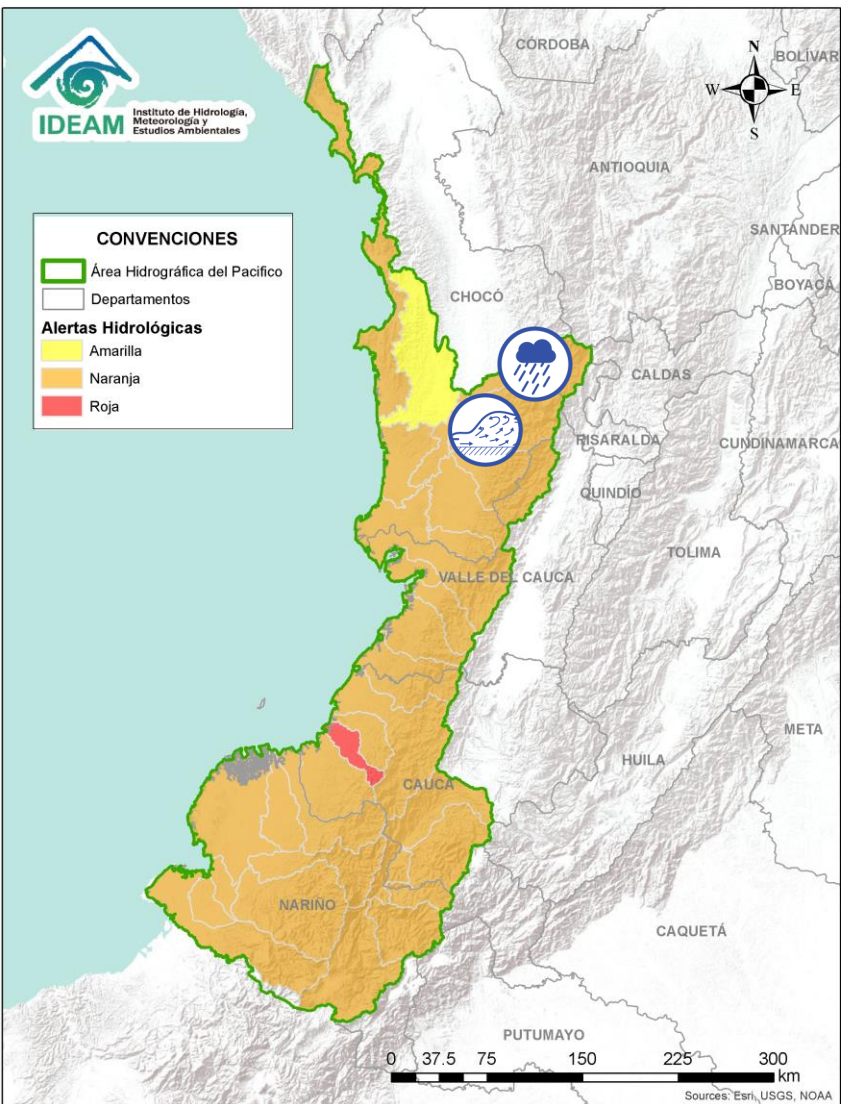 IDEAM
Instituto de Hidrología,
Meteorología y
Estudios Ambientales
CÓRDOBA
BOLÍVAR
N
W
E
S
ANTIOQUIA
SANTANDER
BOYACÁ
CONVENCIONES
Área Hidrográfica del Pacifico
Departamentos
Alertas Hidrológicas
Amarilla
Naranja
Roja
CHOCÓ
CALDAS
RISARALDA
CUNDINAMARCA
QUINDÍO
TOLIMA
VALLE DEL CAUCA
META
HUILA
CAUCA
NARIÑO
CAQUETÁ
PUTUMAYO
0 37.5 75 150 225 300
km
Sources: Esri, USGS, NOAA